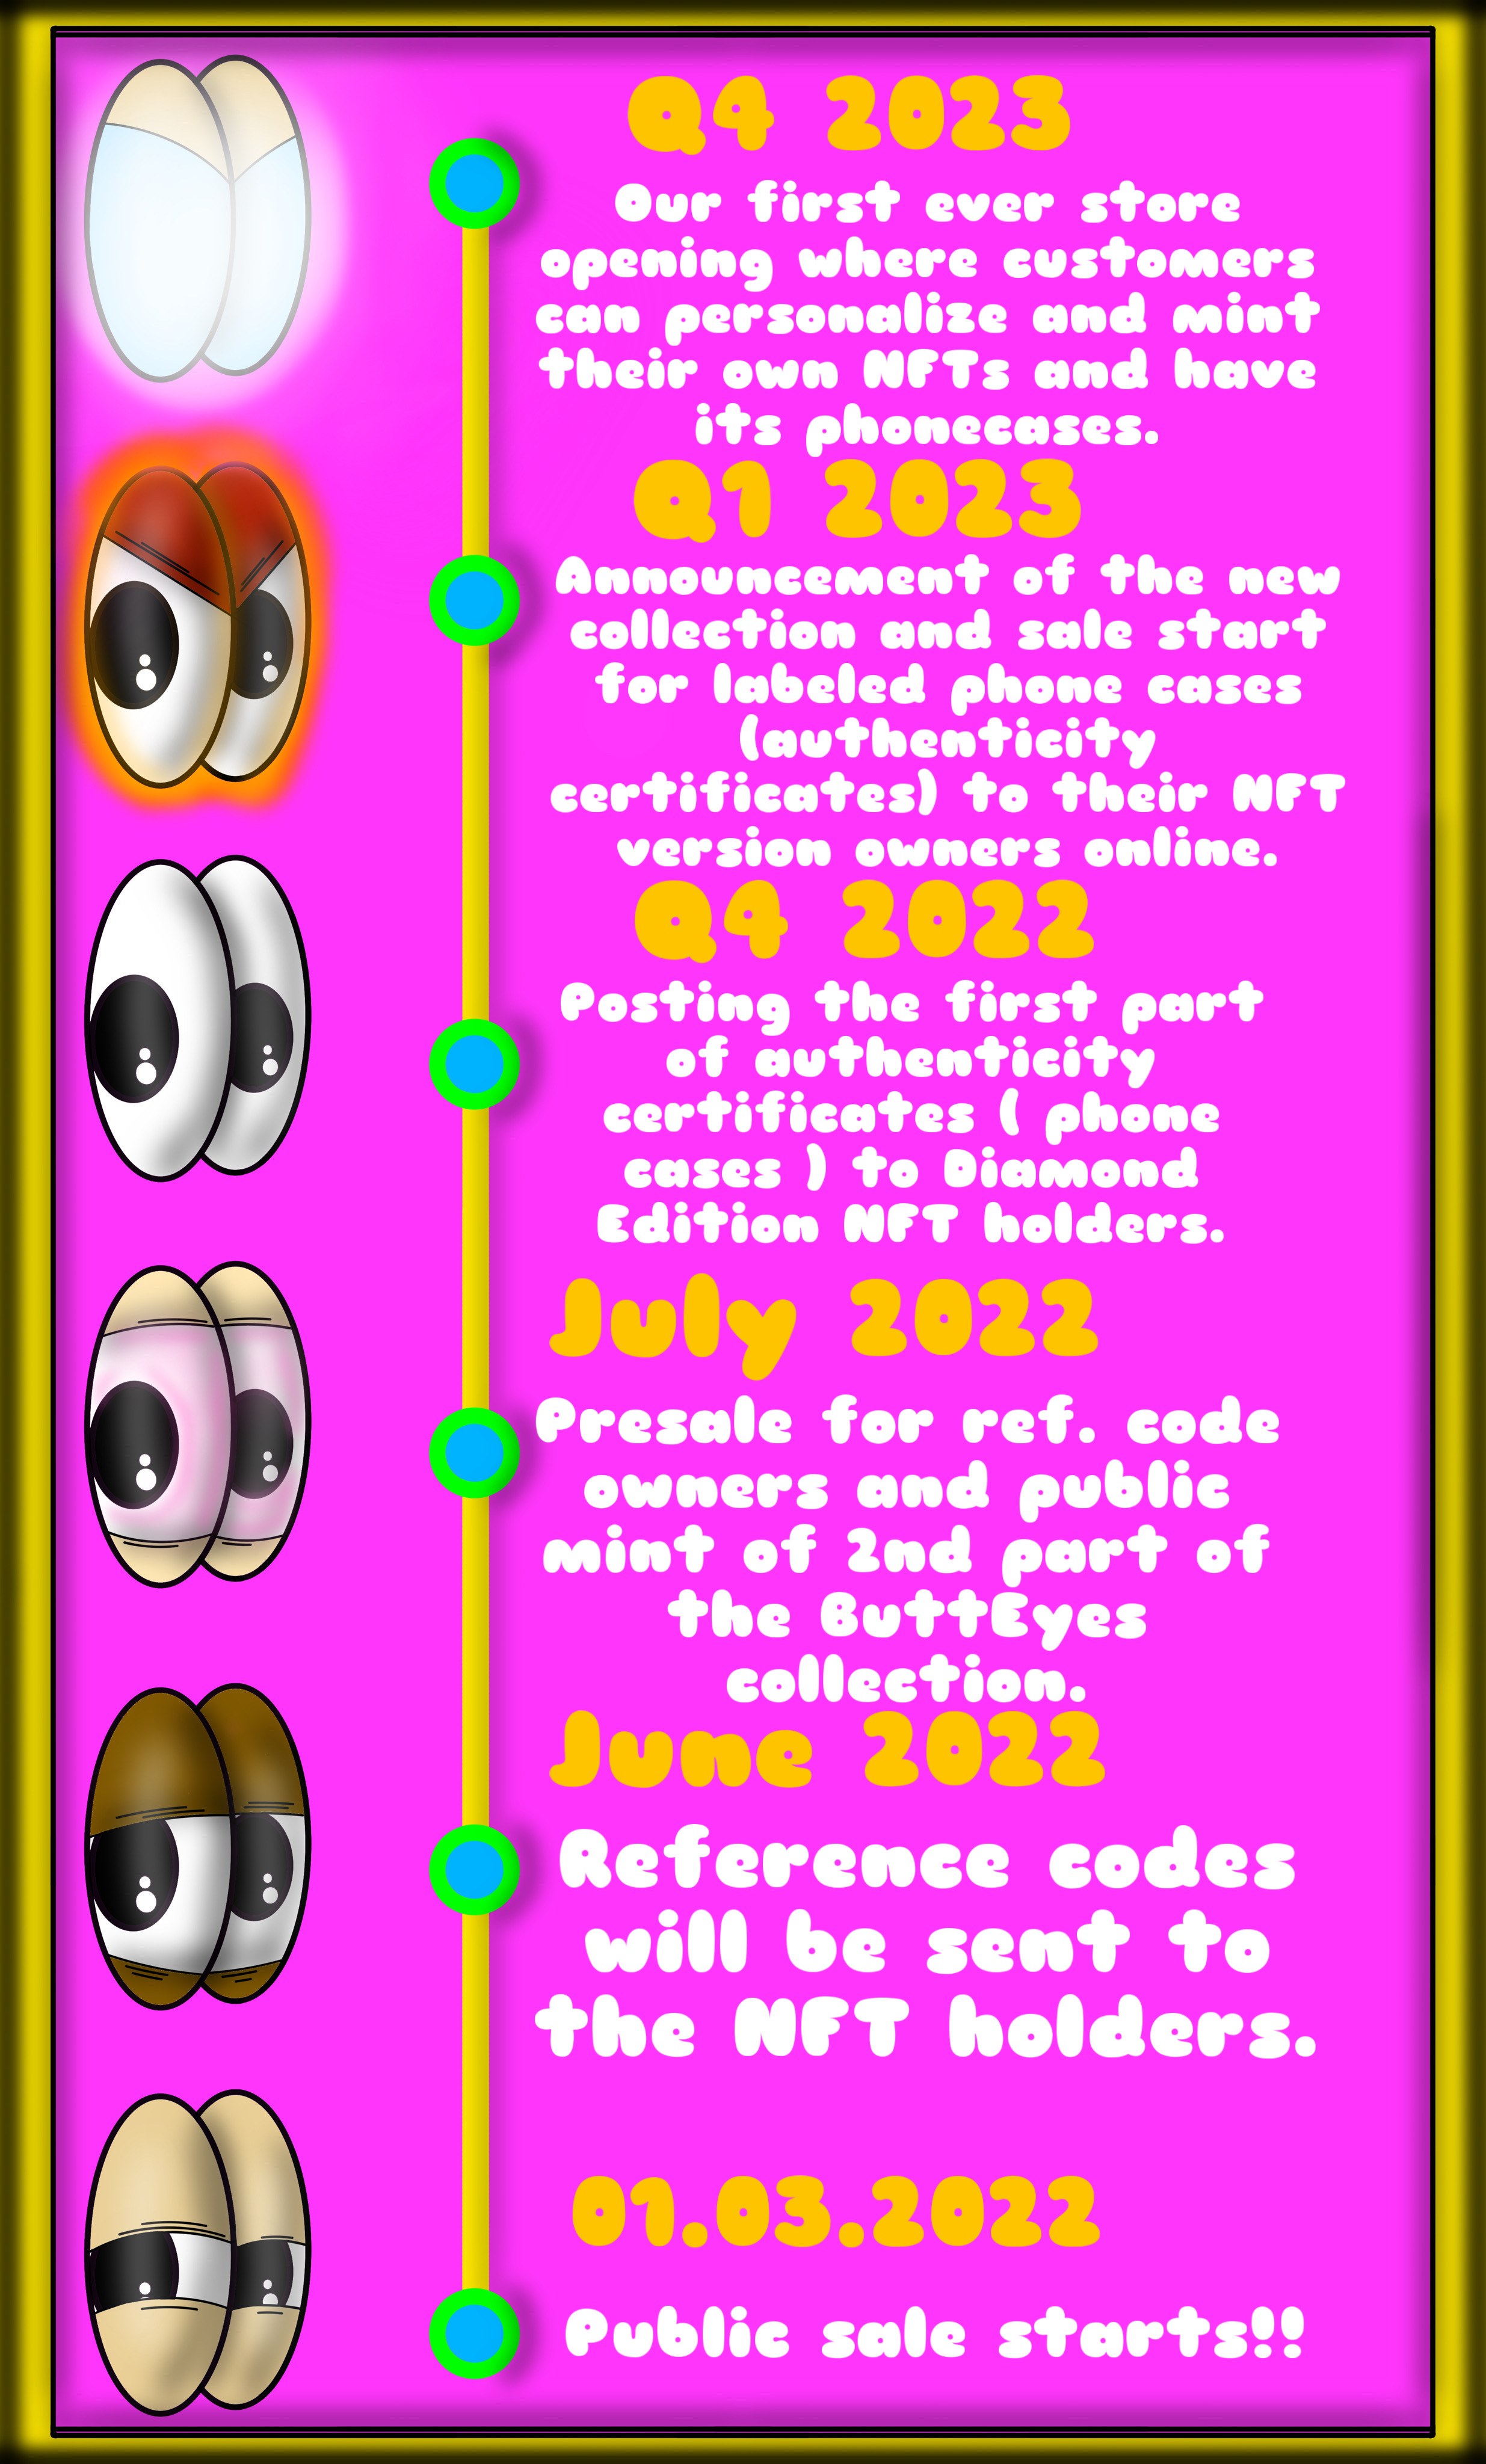 Q4 2023
Our first ever store
opening where customers
can personalize and mint
their own NFTs and have
its phonecases.
Q1 2023
Announcement of the new
collection and sale start
for labeled phone cases
(authenticity
certificates) to their NFT
version owners online.
Q4 2022
Posting the first part
of authenticity
certificates ( phone
cases ) to Diamond
Edition NFT holders.
July 2022
Presale for ref. code
owners and public
mint of 2nd part of
the ButtEyes
collection.
June 2022
Reference codes
will be sent to
the NFT holders.
01.03.2022
Public sale starts!!